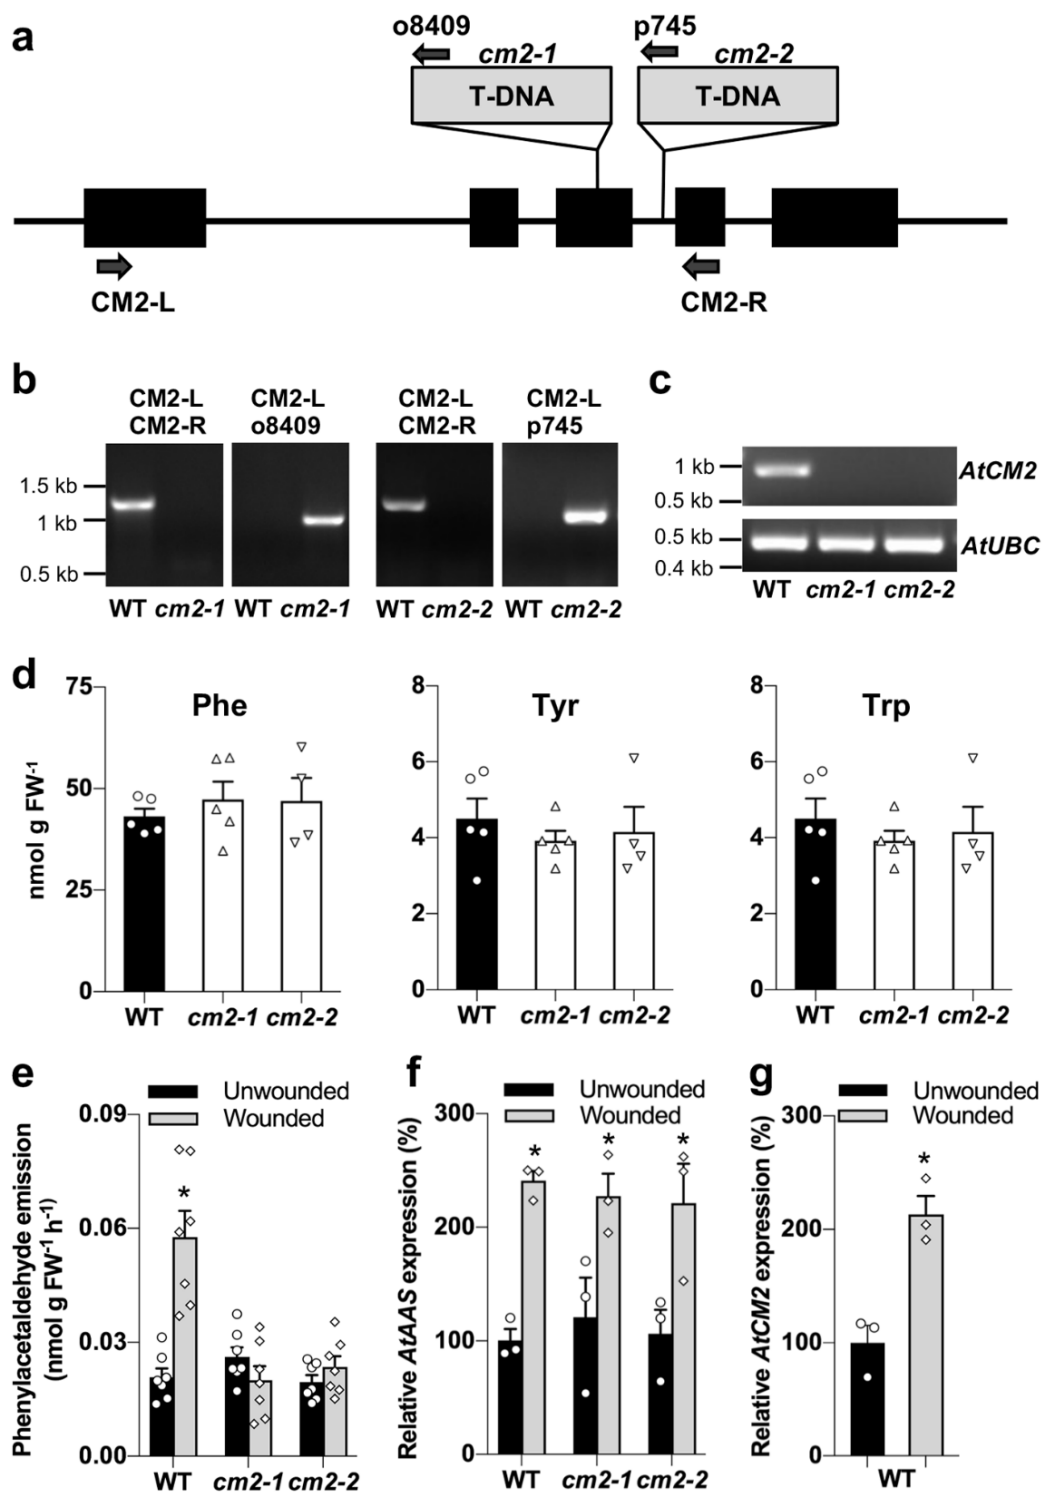 a
o8409
cm2-1
T-DNA
p745
cm2-2
T-DNA
CM2-L
CM2-R
b
CM2-L
CM2-R
CM2-L
o8409
CM2-L
CM2-R
CM2-L
p745
1.5 kb
1 kb
0.5 kb
WT cm2-1
WT cm2-1
WT cm2-2
WT cm2-2
c
1 kb
0.5 kb
AtCM2
0.5 kb
0.4 kb
AtUBC
WT cm2-1 cm2-2
d
nmol g FW⁻¹
75
50
25
0
Phe
WT cm2-1 cm2-2
8
6
4
2
0
Tyr
WT cm2-1 cm2-2
8
6
4
2
0
Trp
WT cm2-1 cm2-2
e
Unwounded
Wounded
Phenylacetaldehyde emission
(nmol g FW⁻¹ h⁻¹)
0.09
0.06
0.03
0.00
*
WT cm2-1 cm2-2
f
Unwounded
Wounded
Relative AtAAS expression (%)
300
200
100
0
* * *
WT cm2-1 cm2-2
g
Unwounded
Wounded
Relative AtCM2 expression (%)
300
200
100
0
*
WT